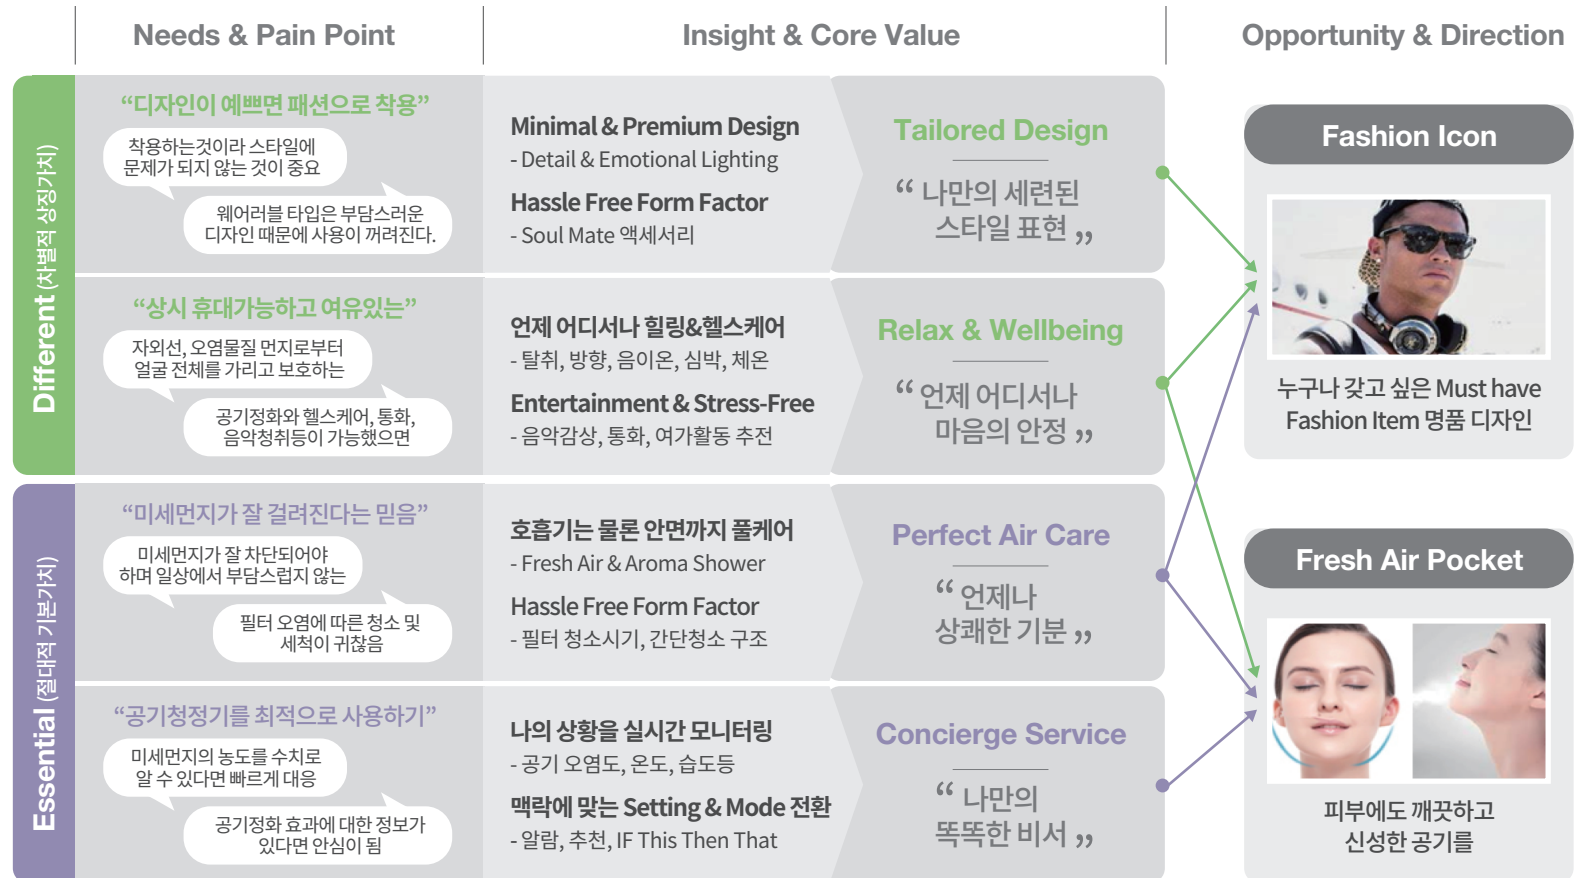 Needs & Pain Point
Insight & Core Value
Opportunity & Direction
Different (차별적 상징가치)
“디자인이 예쁘면 패션으로 착용”
착용하는것이라 스타일에
문제가 되지 않는 것이 중요
웨어러블 타입은 부담스러운
디자인 때문에 사용이 꺼려진다.
Minimal & Premium Design
- Detail & Emotional Lighting
Hassle Free Form Factor
- Soul Mate 액세서리
Tailored Design
“ 나만의 세련된
스타일 표현 ”
“상시 휴대가능하고 여유있는”
자외선, 오염물질 먼지로부터
얼굴 전체를 가리고 보호하는
공기정화와 헬스케어, 통화,
음악청취등이 가능했으면
언제 어디서나 힐링&헬스케어
- 탈취, 방향, 음이온, 심박, 체온
Entertainment & Stress-Free
- 음악감상, 통화, 여가활동 추전
Relax & Wellbeing
“ 언제 어디서나
마음의 안정 ”
Essential (절대적 기본가치)
“미세먼지가 잘 걸려진다는 믿음”
미세먼지가 잘 차단되어야
하며 일상에서 부담스럽지 않는
필터 오염에 따른 청소 및
세척이 귀찮음
호흡기는 물론 안면까지 풀케어
- Fresh Air & Aroma Shower
Hassle Free Form Factor
- 필터 청소시기, 간단청소 구조
Perfect Air Care
“ 언제나
상쾌한 기분 ”
“공기청정기를 최적으로 사용하기”
미세먼지의 농도를 수치로
알 수 있다면 빠르게 대응
공기정화 효과에 대한 정보가
있다면 안심이 됨
나의 상황을 실시간 모니터링
- 공기 오염도, 온도, 습도등
맥락에 맞는 Setting & Mode 전환
- 알람, 추천, IF This Then That
Concierge Service
“ 나만의
똑똑한 비서 ”
Fashion Icon
누구나 갖고 싶은 Must have
Fashion Item 명품 디자인
Fresh Air Pocket
피부에도 깨끗하고
신성한 공기를